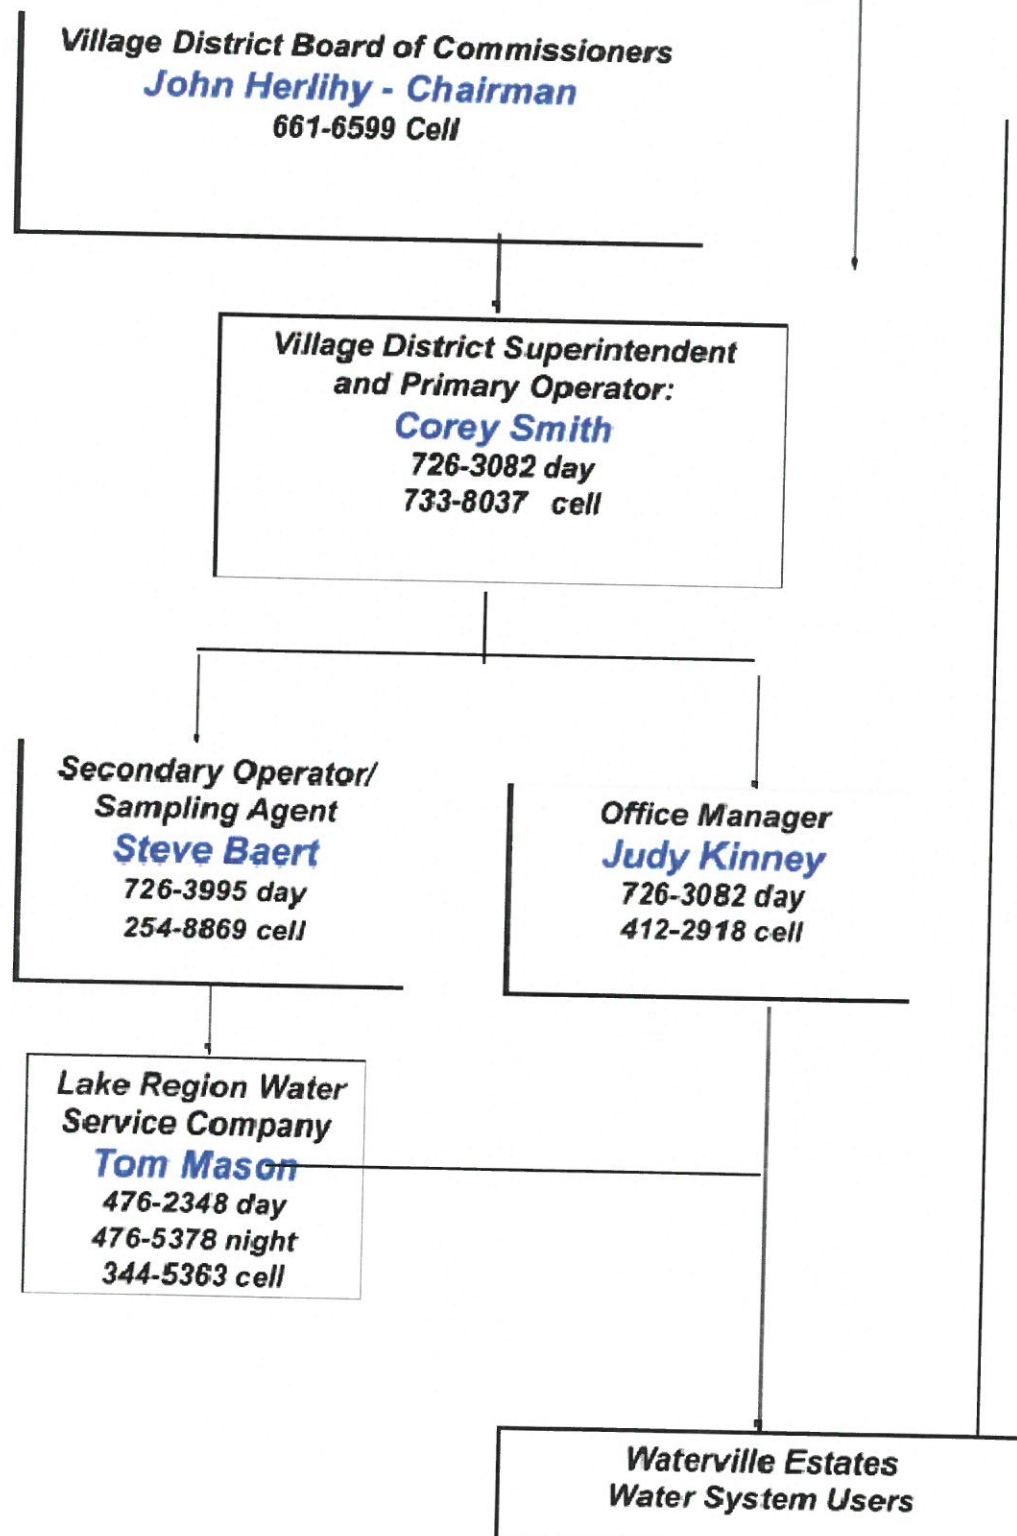 Village District Board of Commissioners
John Herlihy - Chairman
661-6599 Cell
Village District Superintendent
and Primary Operator:
Corey Smith
726-3082 day
733-8037 cell
Secondary Operator/
Sampling Agent
Steve Baert
726-3995 day
254-8869 cell
Office Manager
Judy Kinney
726-3082 day
412-2918 cell
Lake Region Water
Service Company
Tom Mason
476-2348 day
476-5378 night
344-5363 cell
Waterville Estates
Water System Users